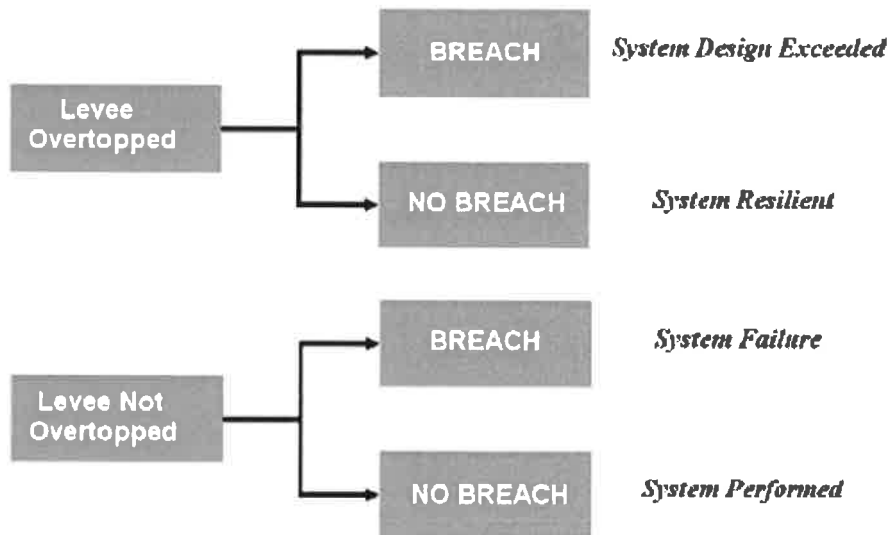 BREACH
System Design Exceeded
Levee
Overtopped
NO BREACH
System Resilient
BREACH
System Failure
Levee Not
Overtopped
NO BREACH
System Performed